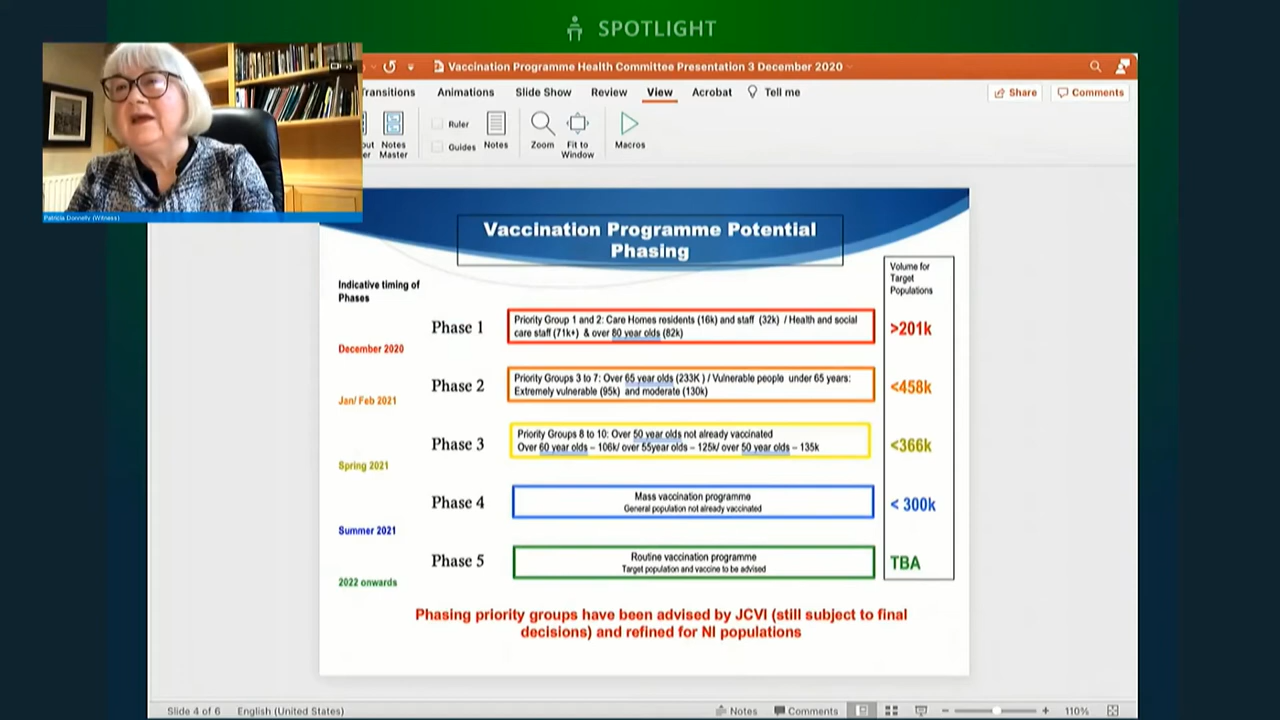 SPOTLIGHT
Vaccination Programme Health Committee Presentation 3 December 2020
Animations Slide Show Review View Acrobat Tell me
Share Comments
Ruler
Guides
Notes Master
Notes
Zoom
Fit to Window
Macros
Patricia Donnelly (Witness)
Vaccination Programme Potential
Phasing
Indicative timing of
Phases
Volume for
Target
Populations
Phase 1
Priority Group 1 and 2: Care Homes residents (16k) and staff (32k) / Health and social
care staff (71k+) & over 80 year olds (82k)
>201k
December 2020
Phase 2
Priority Groups 3 to 7: Over 65 year olds (233K ) / Vulnerable people under 65 years:
Extremely vulnerable (95k) and moderate (130k)
<458k
Jan/ Feb 2021
Phase 3
Priority Groups 8 to 10: Over 50 year olds not already vaccinated
Over 60 year olds – 106k/ over 55year olds – 125k/ over 50 year olds – 135k
<366k
Spring 2021
Phase 4
Mass vaccination programme
General population not already vaccinated
< 300k
Summer 2021
Phase 5
Routine vaccination programme
Target population and vaccine to be advised
TBA
2022 onwards
Phasing priority groups have been advised by JCVI (still subject to final
decisions) and refined for NI populations
Slide 4 of 6 English (United States)
Notes Comments 110%